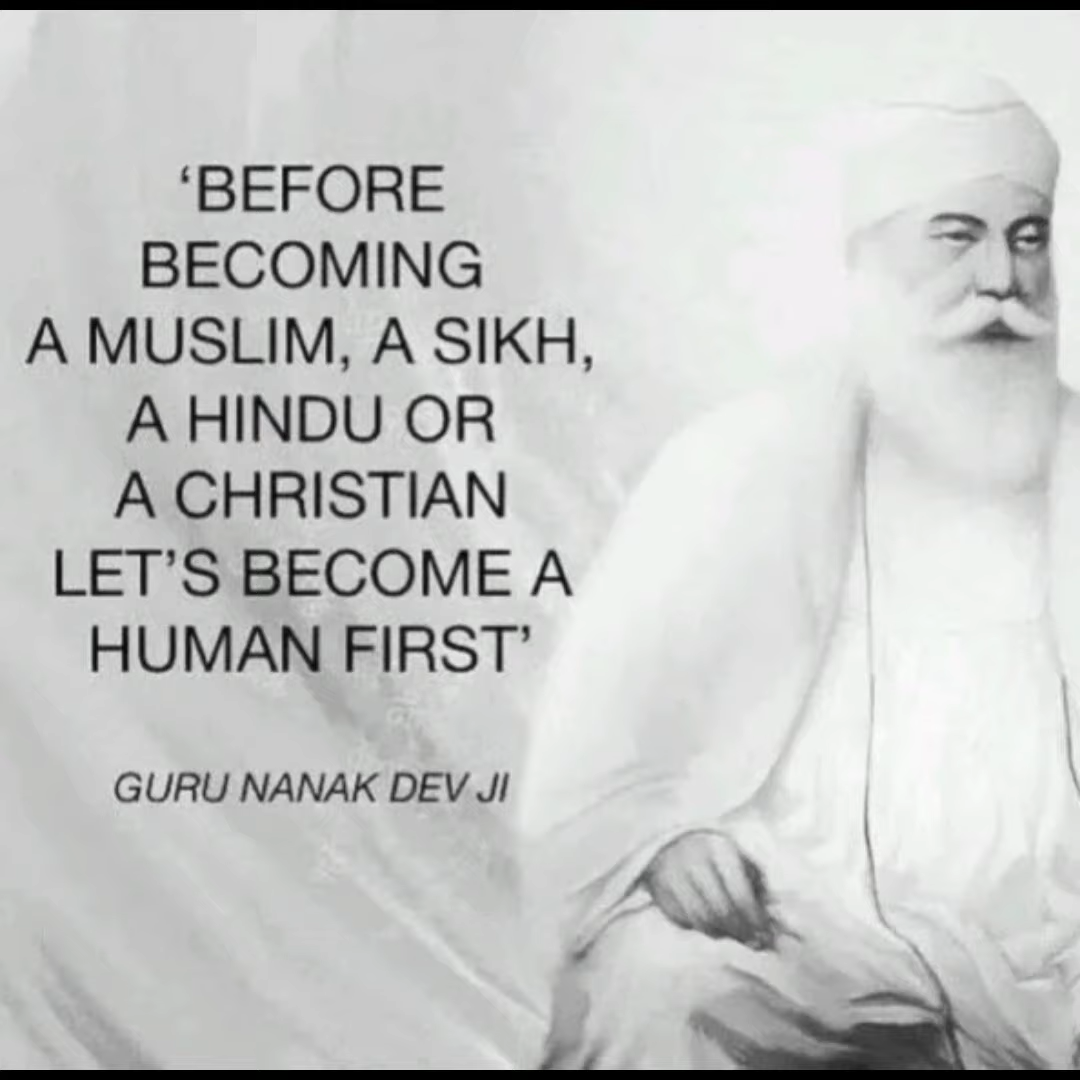 ‘BEFORE
BECOMING
A MUSLIM, A SIKH,
A HINDU OR
A CHRISTIAN
LET’S BECOME A
HUMAN FIRST’
GURU NANAK DEV JI